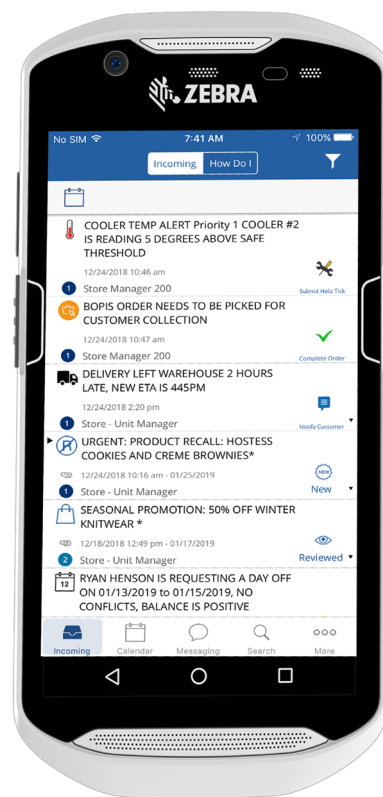 ZEBRA
No SIM 7:41 AM 100%
Incoming How Do I
COOLER TEMP ALERT Priority 1 COOLER #2
IS READING 5 DEGREES ABOVE SAFE
THRESHOLD
12/24/2018 10:46 am
1 Store Manager 200 Submit Help Tick
BOPIS ORDER NEEDS TO BE PICKED FOR
CUSTOMER COLLECTION
12/24/2018 10:47 am
1 Store Manager 200 Complete Order
DELIVERY LEFT WAREHOUSE 2 HOURS
LATE, NEW ETA IS 445PM
12/24/2018 2:20 pm
1 Store - Unit Manager Notify Customer
URGENT: PRODUCT RECALL: HOSTESS
COOKIES AND CREME BROWNIES*
12/24/2018 10:16 am - 01/25/2019 NEW
1 Store - Unit Manager New
SEASONAL PROMOTION: 50% OFF WINTER
KNITWEAR *
12/18/2018 12:49 pm - 01/17/2019
2 Store - Unit Manager Reviewed
12 RYAN HENSON IS REQUESTING A DAY OFF
ON 01/13/2019 to 01/15/2019, NO
CONFLICTS, BALANCE IS POSITIVE
Incoming Calendar Messaging Search More